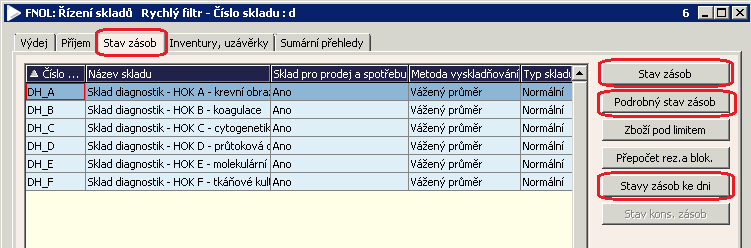 FNOL: Řízení skladů   Rychlý filtr - Číslo skladu : d   6
Výdej   Příjem   Stav zásob   Inventury, uzávěrky   Sumární přehledy
Číslo ...   Název skladu   Sklad pro prodej a spotřebu   Metoda vyskladňování   Typ skladu
DH_A   Sklad diagnostik - HOK A - krevní obraz   Ano   Vážený průměr   Normální
DH_B   Sklad diagnostik - HOK B - koagulace   Ano   Vážený průměr   Normální
DH_C   Sklad diagnostik - HOK C - cytogenetik   Ano   Vážený průměr   Normální
DH_D   Sklad diagnostik - HOK D - průtoková c   Ano   Vážený průměr   Normální
DH_E   Sklad diagnostik - HOK E - molekulární   Ano   Vážený průměr   Normální
DH_F   Sklad diagnostik - HOK F - tkáňové kul   Ano   Vážený průměr   Normální
Stav zásob
Podrobný stav zásob
Zboží pod limitem
Přepočet rez.a blok.
Stavy zásob ke dni
Stav kons. zásob